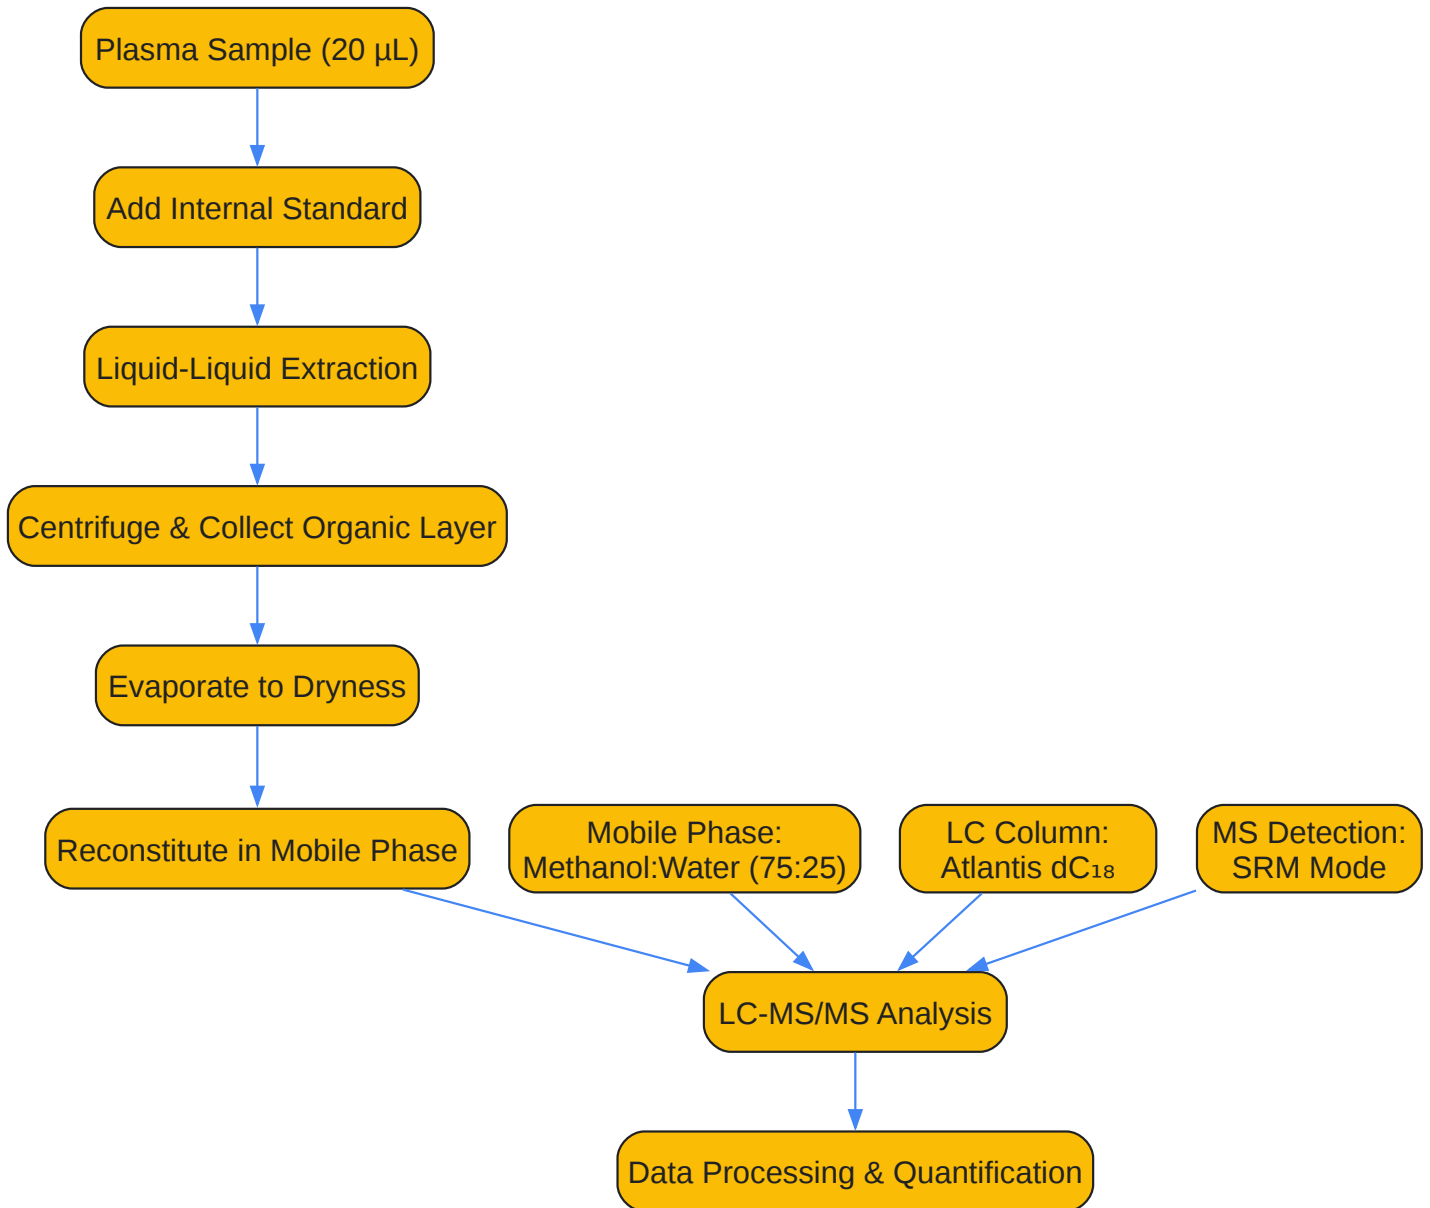 Plasma Sample (20 µL)
Add Internal Standard
Liquid-Liquid Extraction
Centrifuge & Collect Organic Layer
Evaporate to Dryness
Reconstitute in Mobile Phase
Mobile Phase:
Methanol:Water (75:25)
LC Column:
Atlantis dC₁₈
MS Detection:
SRM Mode
LC-MS/MS Analysis
Data Processing & Quantification